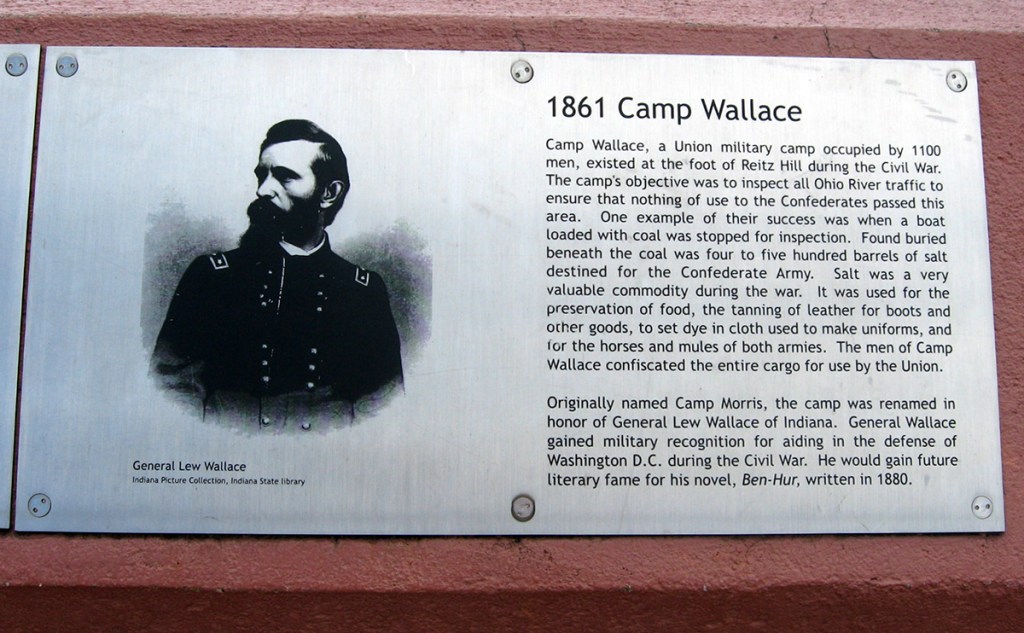 1861 Camp Wallace
Camp Wallace, a Union military camp occupied by 1100
men, existed at the foot of Reitz Hill during the Civil War.
The camp's objective was to inspect all Ohio River traffic to
ensure that nothing of use to the Confederates passed this
area. One example of their success was when a boat
loaded with coal was stopped for inspection. Found buried
beneath the coal was four to five hundred barrels of salt
destined for the Confederate Army. Salt was a very
valuable commodity during the war. It was used for the
preservation of food, the tanning of leather for boots and
other goods, to set dye in cloth used to make uniforms, and
for the horses and mules of both armies. The men of Camp
Wallace confiscated the entire cargo for use by the Union.
Originally named Camp Morris, the camp was renamed in
honor of General Lew Wallace of Indiana. General Wallace
gained military recognition for aiding in the defense of
Washington D.C. during the Civil War. He would gain future
literary fame for his novel, Ben-Hur, written in 1880.
General Lew Wallace
Indiana Picture Collection, Indiana State library